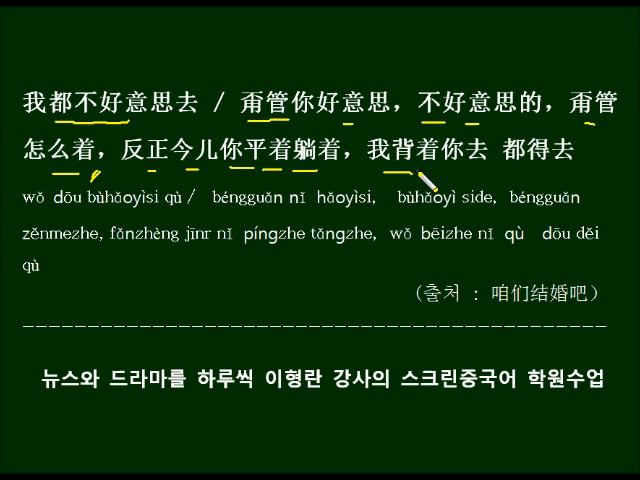 我都不好意思去 / 甭管你好意思，不好意思的，甭管
怎么着，反正今儿你平着躺着，我背着你去 都得去
wǒ dōu bùhǎoyìsi qù / béngguǎn nǐ hǎoyìsi, bùhǎoyì side, béngguǎn
zěnmezhe, fǎnzhèng jīnr nǐ píngzhe tǎngzhe, wǒ bēizhe nǐ qù dōu děi
qù
(출처 : 咱们结婚吧)
뉴스와 드라마를 하루씩 이형란 강사의 스크린중국어 학원수업